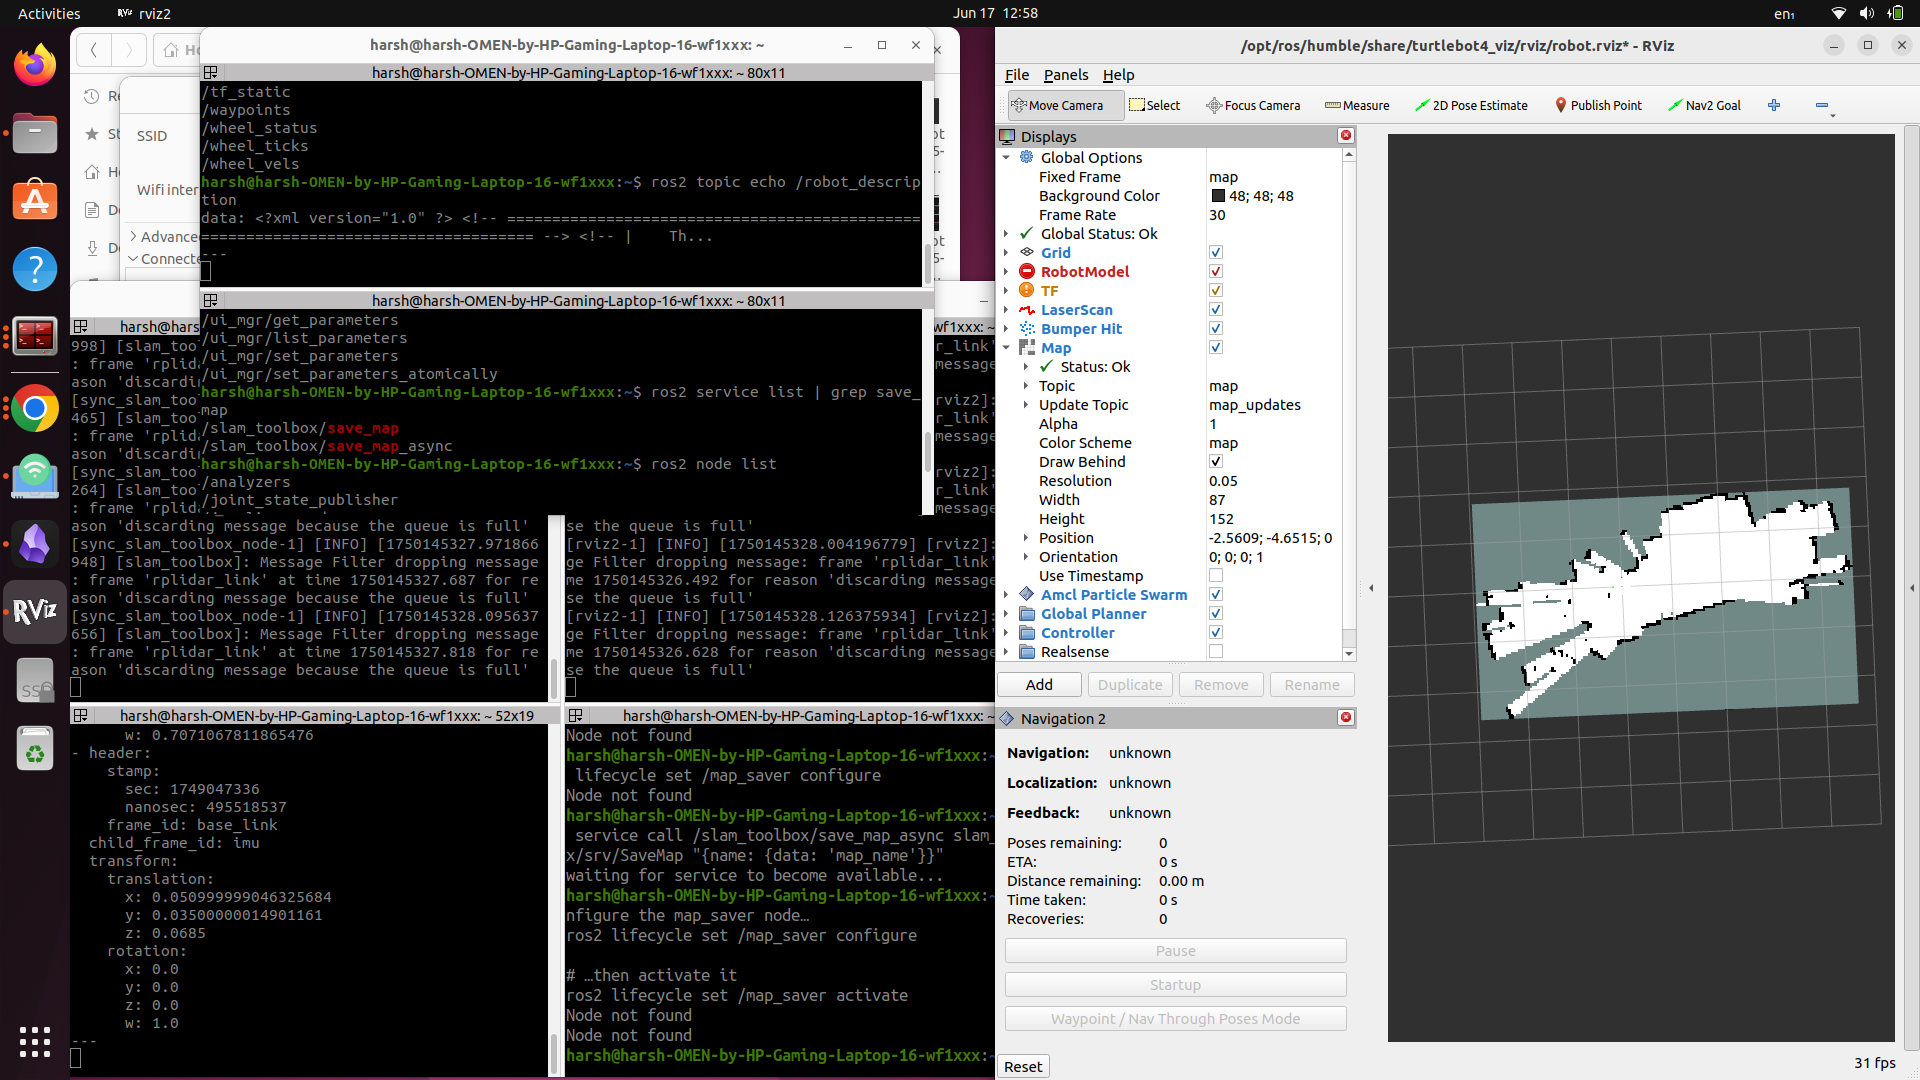 Activities
rviz2
Jun 17 12:58
en₁
harsh@harsh-OMEN-by-HP-Gaming-Laptop-16-wf1xxx: ~
harsh@harsh-OMEN-by-HP-Gaming-Laptop-16-wf1xxx: ~ 80x11
/tf_static
/waypoints
/wheel_status
/wheel_ticks
/wheel_vels
harsh@harsh-OMEN-by-HP-Gaming-Laptop-16-wf1xxx:~$ ros2 topic echo /robot_descrip
tion
data: <?xml version="1.0" ?> <!-- ==============================================
===================================== --> <!-- |    Th...
---
harsh@harsh-OMEN-by-HP-Gaming-Laptop-16-wf1xxx: ~ 80x11
/ui_mgr/get_parameters
/ui_mgr/list_parameters
/ui_mgr/set_parameters
/ui_mgr/set_parameters_atomically
harsh@harsh-OMEN-by-HP-Gaming-Laptop-16-wf1xxx:~$ ros2 service list | grep save_
map
/slam_toolbox/save_map
/slam_toolbox/save_map_async
harsh@harsh-OMEN-by-HP-Gaming-Laptop-16-wf1xxx:~$ ros2 node list
/analyzers
/joint_state_publisher
SSID
Wifi inter
Advance
Connecte
998] [slam_too
: frame 'rplid
ason 'discardi
[sync_slam_too
465] [slam_too
: frame 'rplid
ason 'discardi
[sync_slam_too
264] [slam_too
: frame 'rplid
ason 'discarding message because the queue is full'
[sync_slam_toolbox_node-1] [INFO] [1750145327.971866
948] [slam_toolbox]: Message Filter dropping message
: frame 'rplidar_link' at time 1750145327.687 for re
ason 'discarding message because the queue is full'
[sync_slam_toolbox_node-1] [INFO] [1750145328.095637
656] [slam_toolbox]: Message Filter dropping message
: frame 'rplidar_link' at time 1750145327.818 for re
ason 'discarding message because the queue is full'
se the queue is full'
[rviz2-1] [INFO] [1750145328.004196779] [rviz2]:
ge Filter dropping message: frame 'rplidar_link'
me 1750145326.492 for reason 'discarding message
se the queue is full'
[rviz2-1] [INFO] [1750145328.126375934] [rviz2]:
ge Filter dropping message: frame 'rplidar_link'
me 1750145326.628 for reason 'discarding message
se the queue is full'
harsh@harsh-OMEN-by-HP-Gaming-Laptop-16-wf1xxx: ~ 52x19
w: 0.7071067811865476
- header:
stamp:
sec: 1749047336
nanosec: 495518537
frame_id: base_link
child_frame_id: imu
transform:
translation:
x: 0.050999999046325684
y: 0.03500000014901161
z: 0.0685
rotation:
x: 0.0
y: 0.0
z: 0.0
w: 1.0
---
harsh@harsh-OMEN-by-HP-Gaming-Laptop-16-wf1xxx: ~
Node not found
harsh@harsh-OMEN-by-HP-Gaming-Laptop-16-wf1xxx:~
lifecycle set /map_saver configure
Node not found
harsh@harsh-OMEN-by-HP-Gaming-Laptop-16-wf1xxx:~
service call /slam_toolbox/save_map_async slam_
x/srv/SaveMap "{name: {data: 'map_name'}}"
waiting for service to become available...
harsh@harsh-OMEN-by-HP-Gaming-Laptop-16-wf1xxx:~
nfigure the map_saver node…
ros2 lifecycle set /map_saver configure
# …then activate it
ros2 lifecycle set /map_saver activate
Node not found
Node not found
harsh@harsh-OMEN-by-HP-Gaming-Laptop-16-wf1xxx:~
/opt/ros/humble/share/turtlebot4_viz/rviz/robot.rviz* - RViz
File Panels Help
Move Camera Select Focus Camera Measure 2D Pose Estimate Publish Point Nav2 Goal
Displays
Global Options
Fixed Frame map
Background Color 48; 48; 48
Frame Rate 30
Global Status: Ok
Grid
RobotModel
TF
LaserScan
Bumper Hit
Map
Status: Ok
Topic map
Update Topic map_updates
Alpha 1
Color Scheme map
Draw Behind
Resolution 0.05
Width 87
Height 152
Position -2.5609; -4.6515; 0
Orientation 0; 0; 0; 1
Use Timestamp
Amcl Particle Swarm
Global Planner
Controller
Realsense
Add Duplicate Remove Rename
Navigation 2
Navigation: unknown
Localization: unknown
Feedback: unknown
Poses remaining: 0
ETA: 0 s
Distance remaining: 0.00 m
Time taken: 0 s
Recoveries: 0
Pause
Startup
Waypoint / Nav Through Poses Mode
Reset
31 fps
RViz
SSD